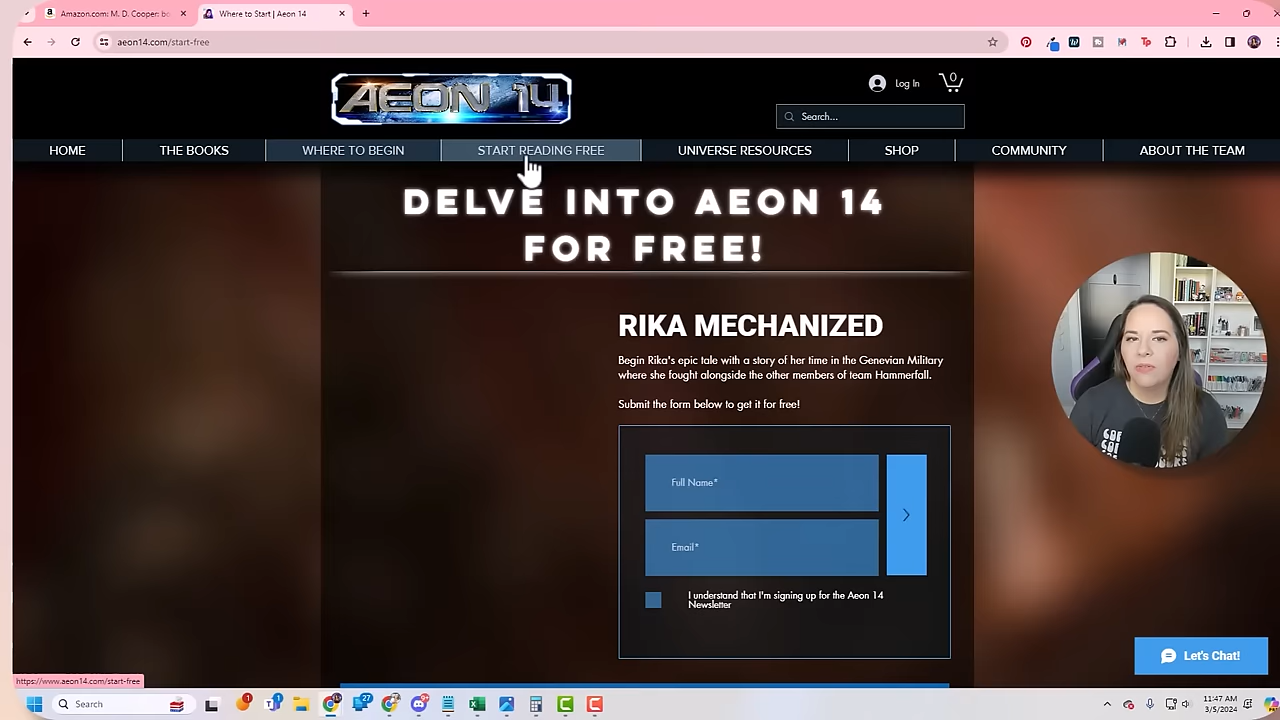 Amazon.com: M. D. Cooper: bo
Where to Start | Aeon 14
aeon14.com/start-free
AEON 14
Log In
0
Search...
HOME
THE BOOKS
WHERE TO BEGIN
START READING FREE
UNIVERSE RESOURCES
SHOP
COMMUNITY
ABOUT THE TEAM
DELVE INTO AEON 14
FOR FREE!
RIKA MECHANIZED
Begin Rika's epic tale with a story of her time in the Genevian Military
where she fought alongside the other members of team Hammerfall.
Submit the form below to get it for free!
Full Name*
Email*
I understand that I'm signing up for the Aeon 14
Newsletter
Let's Chat!
https://www.aeon14.com/start-free
Search
11:47 AM
3/5/2024